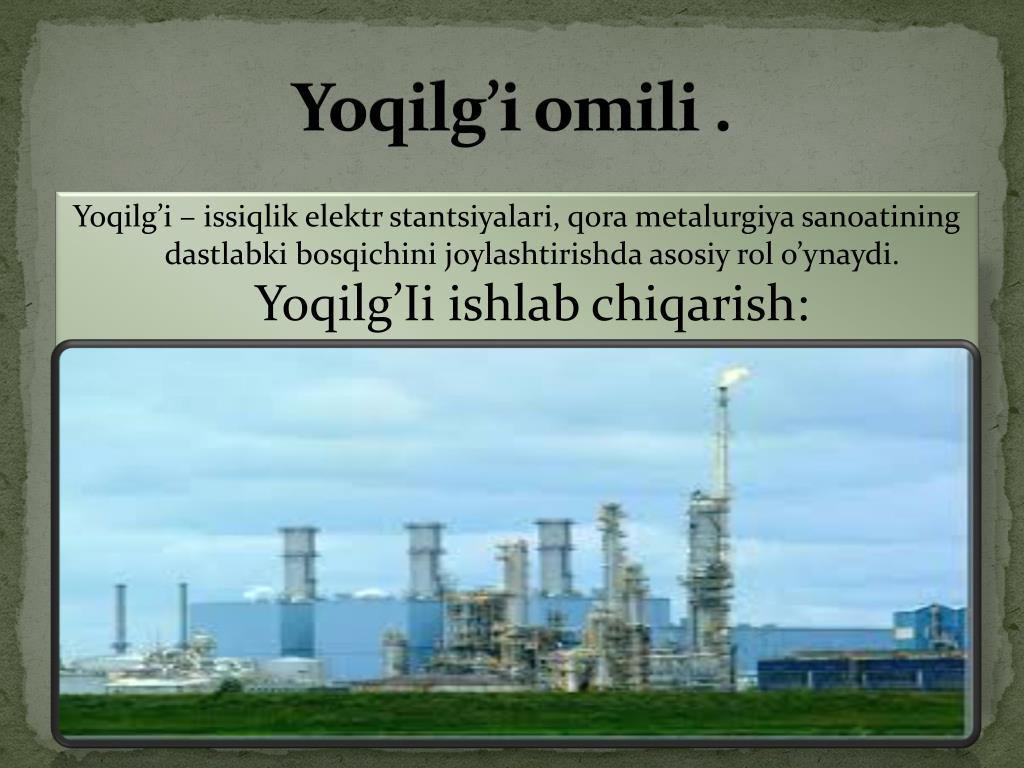 Yoqilg’i omili .
Yoqilg’i – issiqlik elektr stantsiyalari, qora metalurgiya sanoatining
dastlabki bosqichini joylashtirishda asosiy rol o’ynaydi.
Yoqilg’Ii ishlab chiqarish: